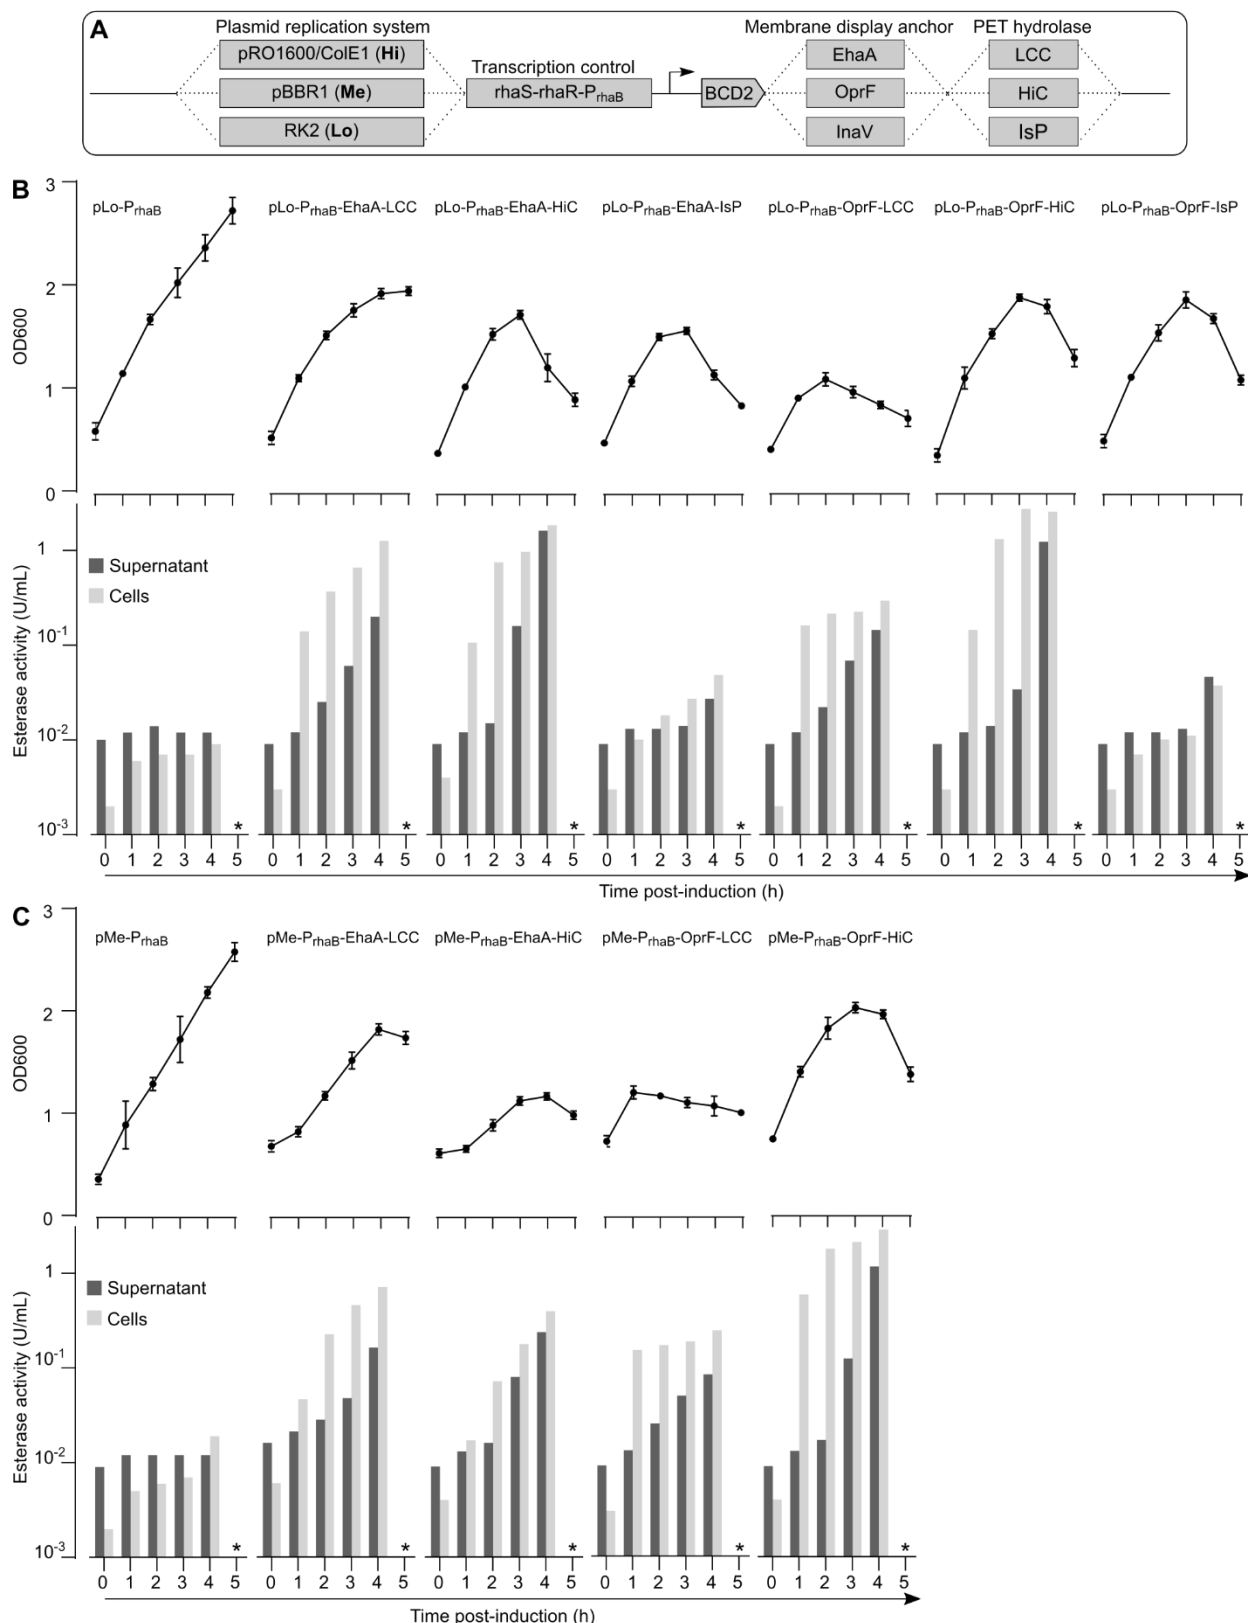 A
Plasmid replication system
Membrane display anchor
PET hydrolase
pRO1600/ColE1 (Hi)
pBBR1 (Me)
RK2 (Lo)
Transcription control
rhaS-rhaR-PrhaB
BCD2
EhaA
OprF
InaV
LCC
HiC
IsP
B
3
2
1
0
OD600
pLo-PrhaB
pLo-PrhaB-EhaA-LCC
pLo-PrhaB-EhaA-HiC
pLo-PrhaB-EhaA-IsP
pLo-PrhaB-OprF-LCC
pLo-PrhaB-OprF-HiC
pLo-PrhaB-OprF-IsP
Esterase activity (U/mL)
1
10-1
10-2
10-3
Supernatant
Cells
* * * * * * *
0 1 2 3 4 5 0 1 2 3 4 5 0 1 2 3 4 5 0 1 2 3 4 5 0 1 2 3 4 5 0 1 2 3 4 5 0 1 2 3 4 5
Time post-induction (h)
C
3
2
1
0
OD600
pMe-PrhaB
pMe-PrhaB-EhaA-LCC
pMe-PrhaB-EhaA-HiC
pMe-PrhaB-OprF-LCC
pMe-PrhaB-OprF-HiC
Esterase activity (U/mL)
1
10-1
10-2
10-3
Supernatant
Cells
* * * * *
0 1 2 3 4 5 0 1 2 3 4 5 0 1 2 3 4 5 0 1 2 3 4 5 0 1 2 3 4 5
Time post-induction (h)